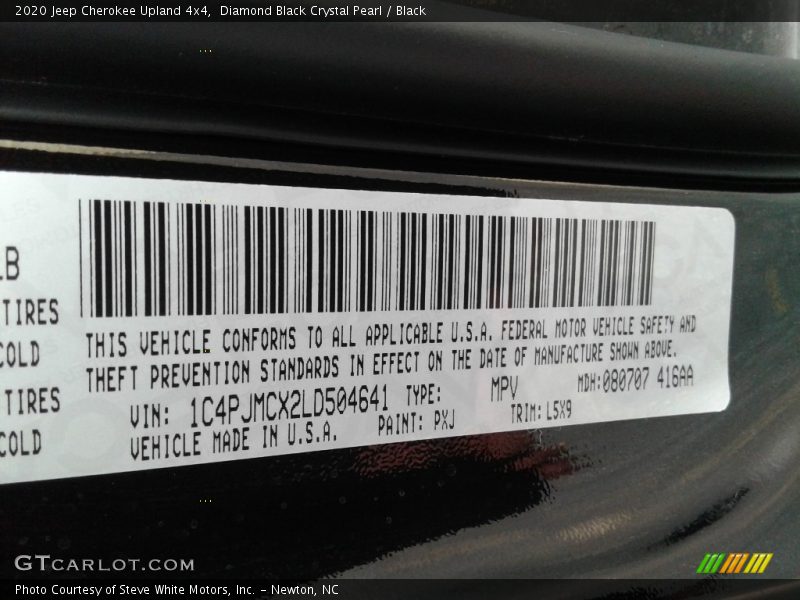 2020 Jeep Cherokee Upland 4x4, Diamond Black Crystal Pearl / Black
LB
TIRES
COLD
TIRES
COLD
THIS VEHICLE CONFORMS TO ALL APPLICABLE U.S.A. FEDERAL MOTOR VEHICLE SAFETY AND
THEFT PREVENTION STANDARDS IN EFFECT ON THE DATE OF MANUFACTURE SHOWN ABOVE.
VIN: 1C4PJMCX2LD504641 TYPE: MPV MDH:080707 416AA
VEHICLE MADE IN U.S.A. PAINT: PXJ TRIM: L5X9
GTCARLOT.COM
Photo Courtesy of Steve White Motors, Inc. – Newton, NC